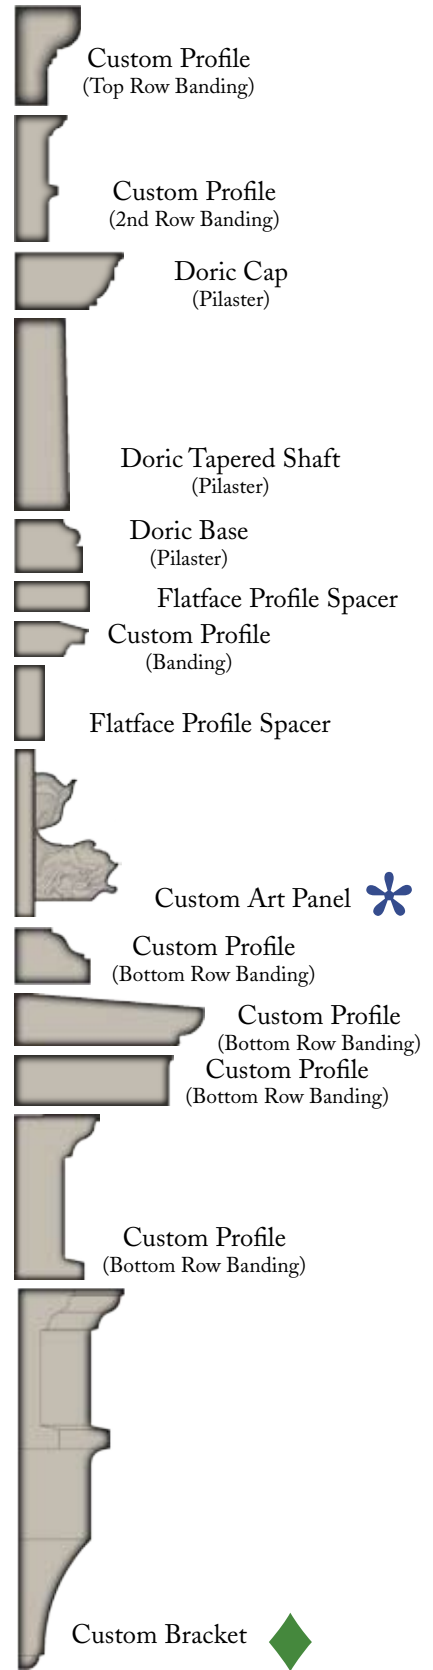 Custom Profile
(Top Row Banding)
Custom Profile
(2nd Row Banding)
Doric Cap
(Pilaster)
Doric Tapered Shaft
(Pilaster)
Doric Base
(Pilaster)
Flatface Profile Spacer
Custom Profile
(Banding)
Flatface Profile Spacer
Custom Art Panel
Custom Profile
(Bottom Row Banding)
Custom Profile
(Bottom Row Banding)
Custom Profile
(Bottom Row Banding)
Custom Profile
(Bottom Row Banding)
Custom Bracket